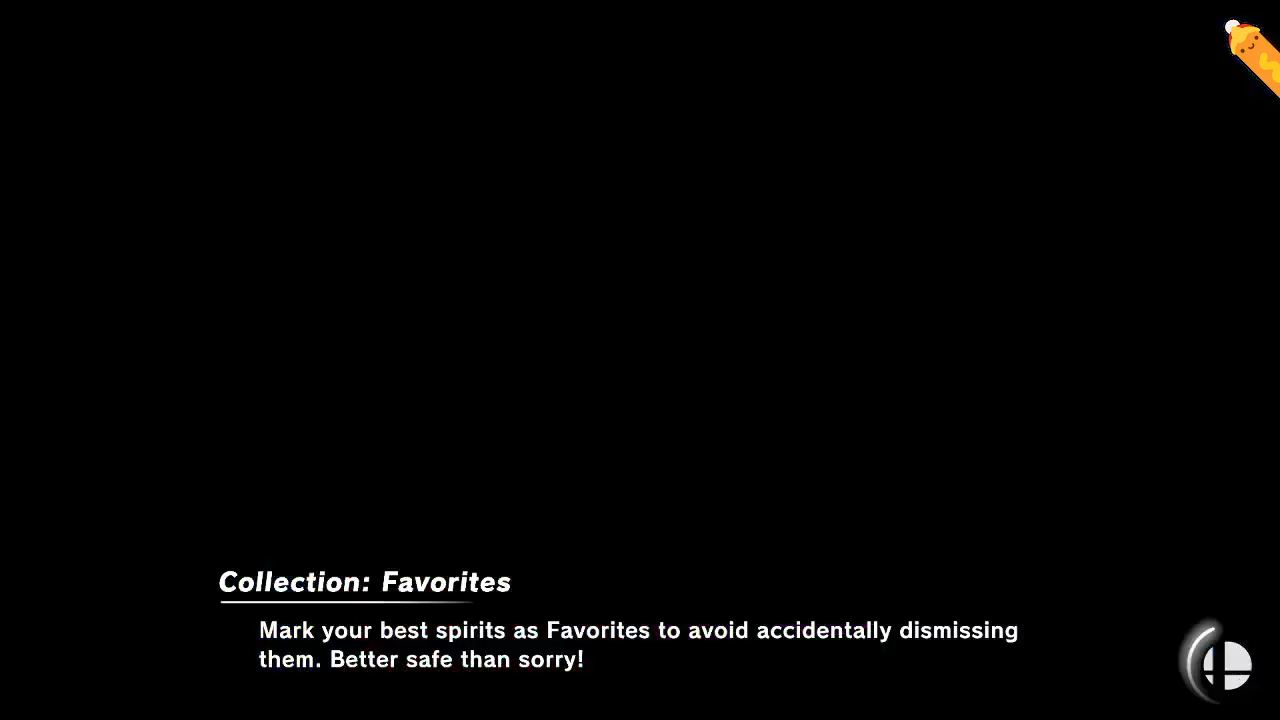 Collection: Favorites
Mark your best spirits as Favorites to avoid accidentally dismissing
them. Better safe than sorry!